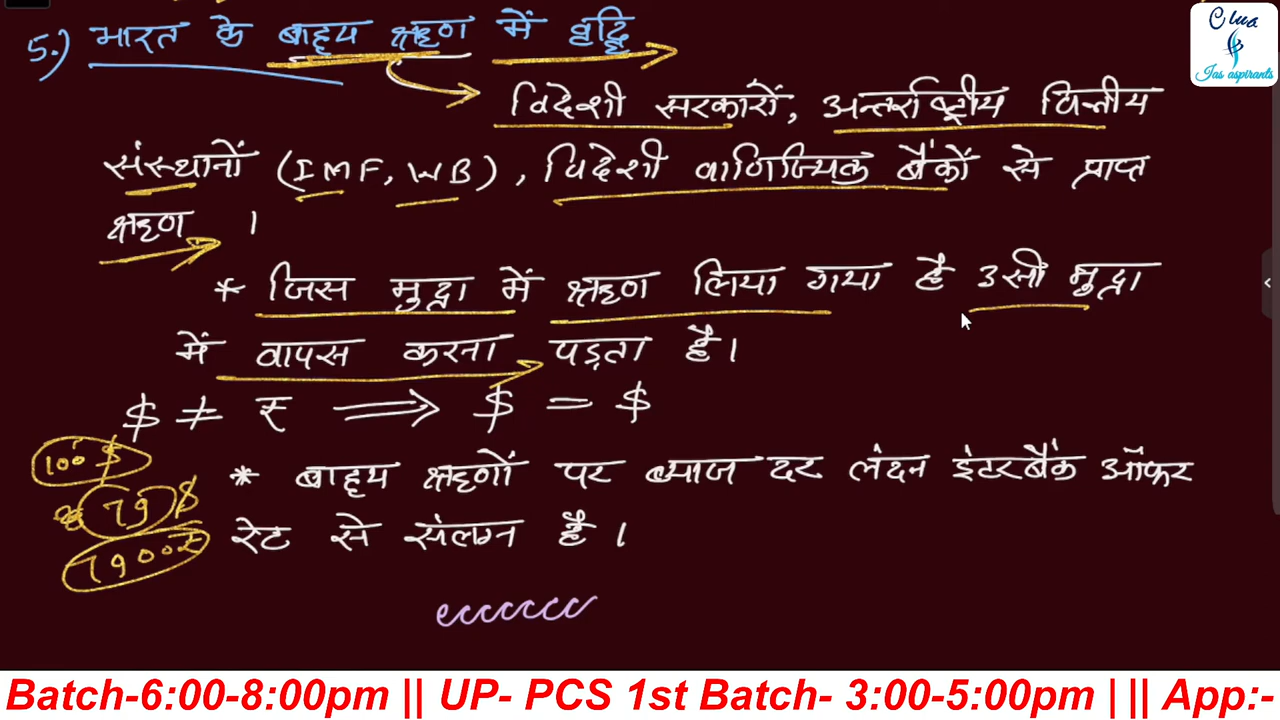 5.) भारत के बाह्य ऋण में वृद्धि
विदेशी सरकारों, अन्तर्राष्ट्रीय वित्तीय
संस्थानों (IMF, WB), विदेशी वाणिज्यिक बैंकों से प्राप्त
ऋण ।
* जिस मुद्रा में ऋण लिया गया है उसी मुद्रा
में वापस करना पड़ता है।
$ ≠ ₹ ⟹ $ = $
100 $
79
7900₹
* बाह्य ऋणों पर ब्याज दर लंदन इंटरबैंक ऑफर
रेट से संलग्न है ।
Ias aspirants
Batch-6:00-8:00pm || UP- PCS 1st Batch- 3:00-5:00pm | || App:-